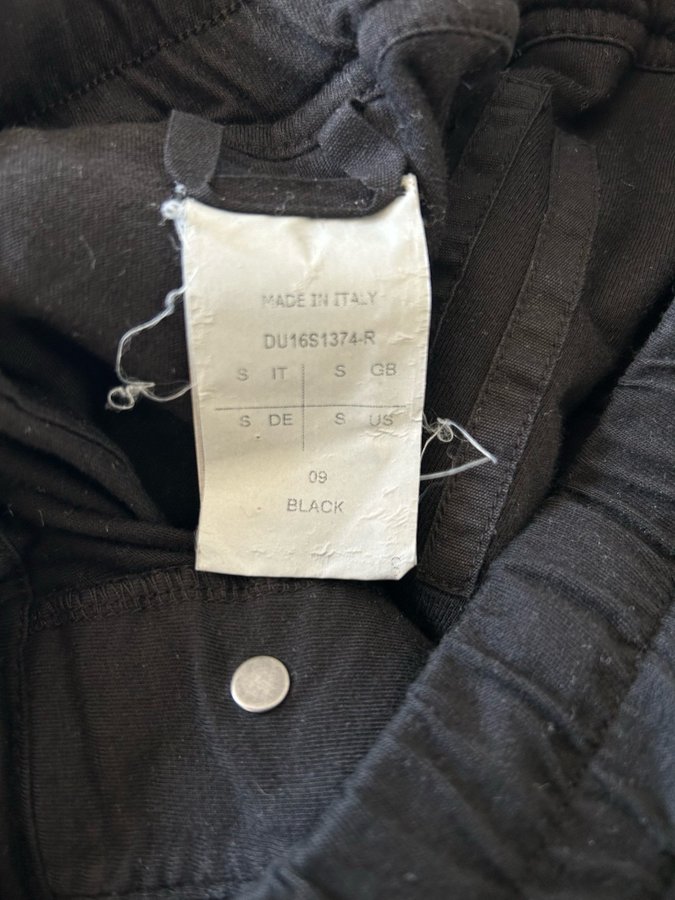 MADE IN ITALY
DU16S1374-R
S IT S GB
S DE S US
09
BLACK